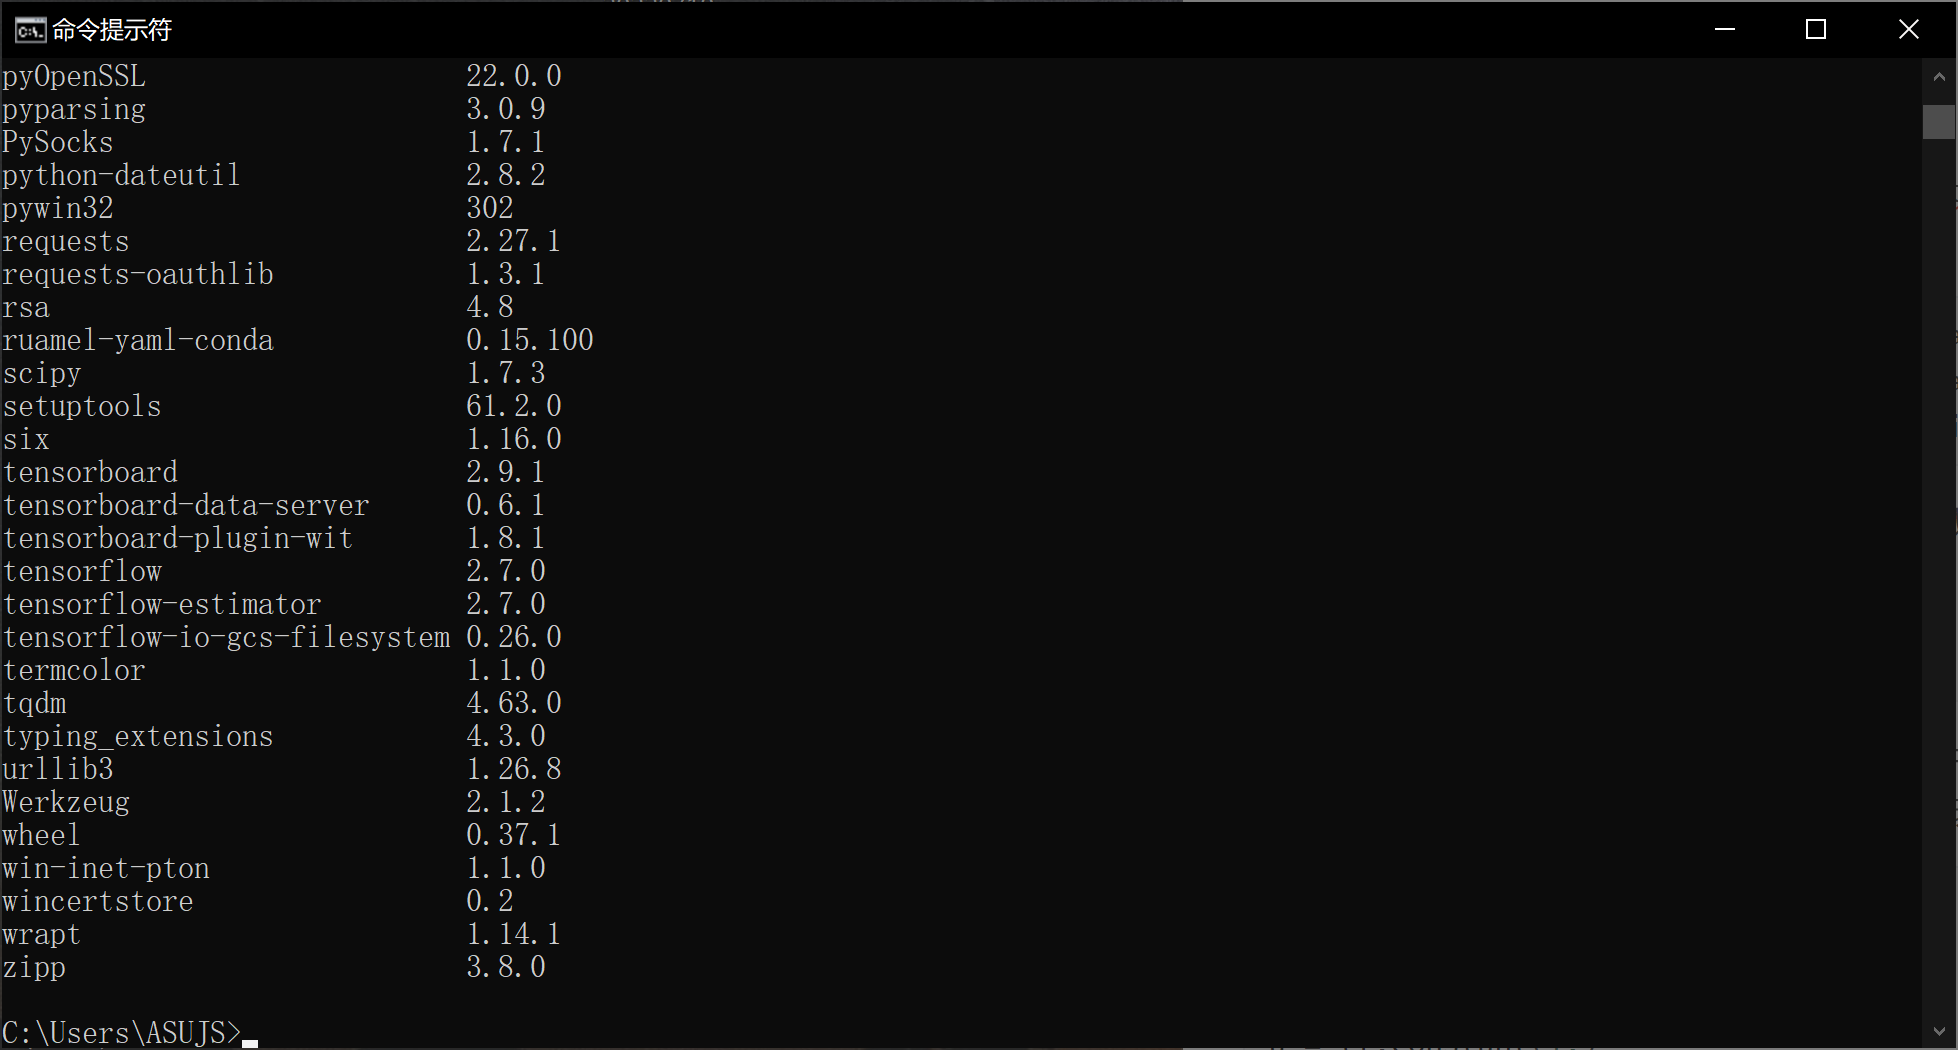 命令提示符
pyOpenSSL 22.0.0
pyparsing 3.0.9
PySocks 1.7.1
python-dateutil 2.8.2
pywin32 302
requests 2.27.1
requests-oauthlib 1.3.1
rsa 4.8
ruamel-yaml-conda 0.15.100
scipy 1.7.3
setuptools 61.2.0
six 1.16.0
tensorboard 2.9.1
tensorboard-data-server 0.6.1
tensorboard-plugin-wit 1.8.1
tensorflow 2.7.0
tensorflow-estimator 2.7.0
tensorflow-io-gcs-filesystem 0.26.0
termcolor 1.1.0
tqdm 4.63.0
typing_extensions 4.3.0
urllib3 1.26.8
Werkzeug 2.1.2
wheel 0.37.1
win-inet-pton 1.1.0
wincertstore 0.2
wrapt 1.14.1
zipp 3.8.0
C:\Users\ASUJS>